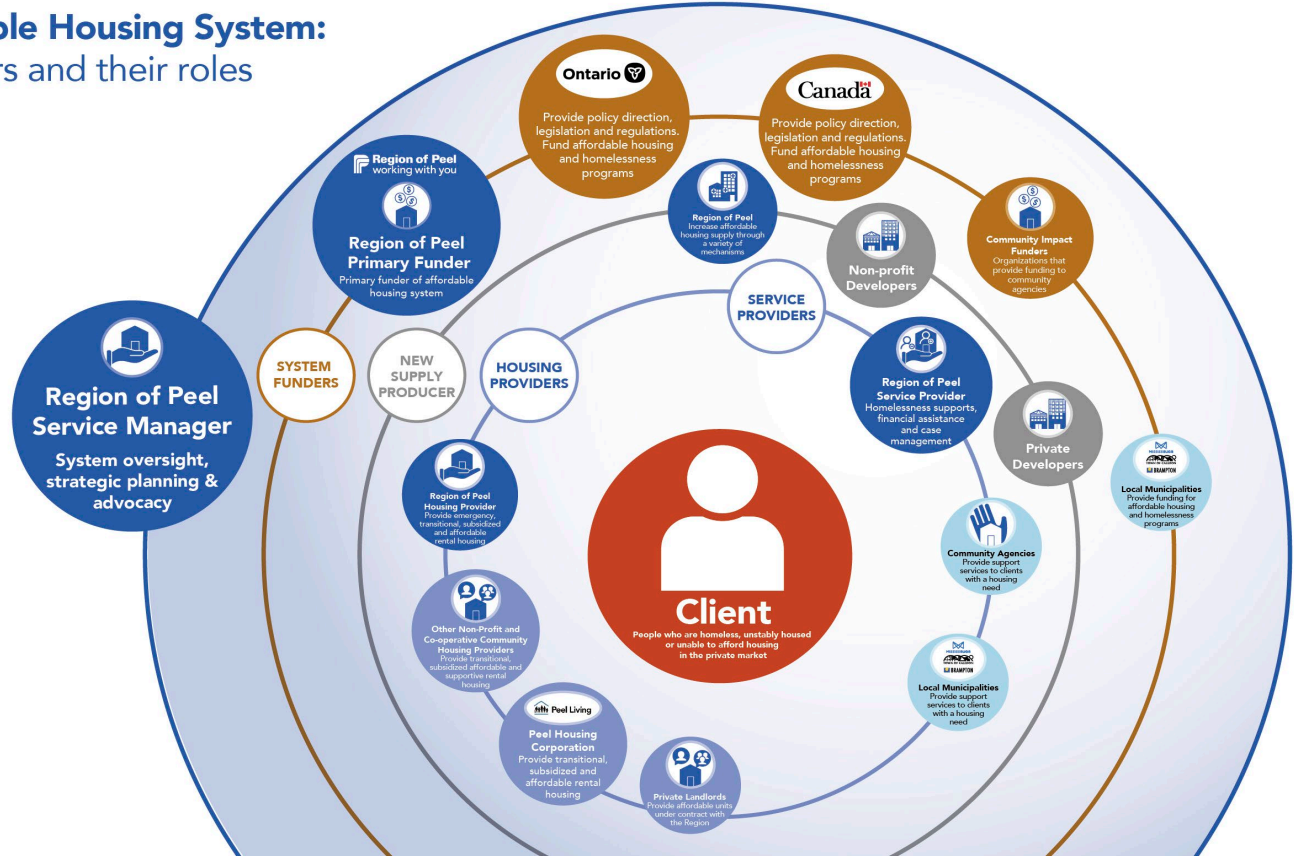 ble Housing System:
rs and their roles
Ontario
Provide policy direction,
legislation and regulations.
Fund affordable housing
and homelessness
programs
Canada
Provide policy direction,
legislation and regulations.
Fund affordable housing
and homelessness
programs
Region of Peel
working with you
Region of Peel
Primary Funder
Primary funder of affordable
housing system
Region of Peel
Increase affordable
housing supply through
a variety of
mechanisms
Non-profit
Developers
Community Impact
Funders
Organizations that
provide funding to
community
agencies
Region of Peel
Service Manager
System oversight,
strategic planning &
advocacy
SYSTEM
FUNDERS
NEW
SUPPLY
PRODUCER
HOUSING
PROVIDERS
SERVICE
PROVIDERS
Region of Peel
Service Provider
Homelessness supports,
financial assistance
and case
management
Private
Developers
MISSISSAUGA
TOWN OF CALEDON
BRAMPTON
Local Municipalities
Provide funding for
affordable housing
and homelessness
programs
Region of Peel
Housing Provider
Provide emergency,
transitional, subsidized
and affordable
rental housing
Community Agencies
Provide support
services to clients
with a housing
need
Client
People who are homeless, unstably housed
or unable to afford housing
in the private market
Other Non-Profit and
Co-operative Community
Housing Providers
Provide transitional,
subsidized affordable and
supportive rental
housing
MISSISSAUGA
TOWN OF CALEDON
BRAMPTON
Local Municipalities
Provide support
services to clients
with a housing
need
Peel Living
Peel Housing
Corporation
Provide transitional,
subsidized and
affordable rental
housing
Private Landlords
Provide affordable units
under contract with
the Region